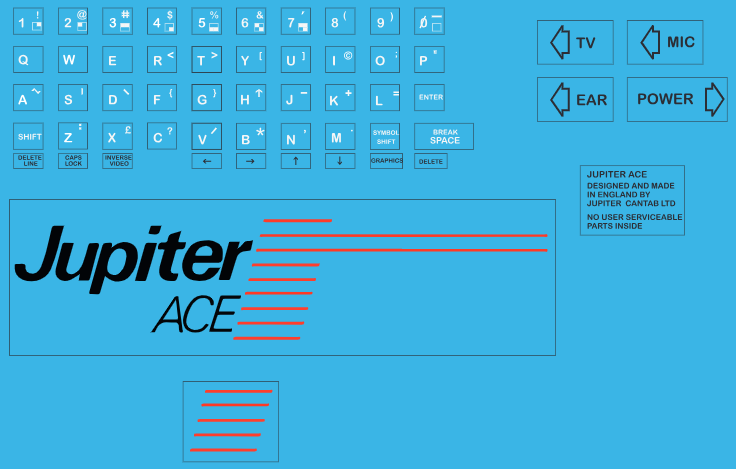 1 ! 2 @ 3 # 4 $ 5 % 6 & 7 ' 8 ( 9 ) 0 _
Q W E R < T > Y [ U ] I © O ; P "
A ~ S | D \ F { G } H ↑ J - K + L = ENTER
SHIFT Z : X £ C ? V / B * N , M . SYMBOL SHIFT BREAK SPACE
DELETE LINE CAPS LOCK INVERSE VIDEO ← → ↑ ↓ GRAPHICS DELETE
TV MIC
EAR POWER
JUPITER ACE
DESIGNED AND MADE
IN ENGLAND BY
JUPITER CANTAB LTD
NO USER SERVICEABLE
PARTS INSIDE
Jupiter
ACE